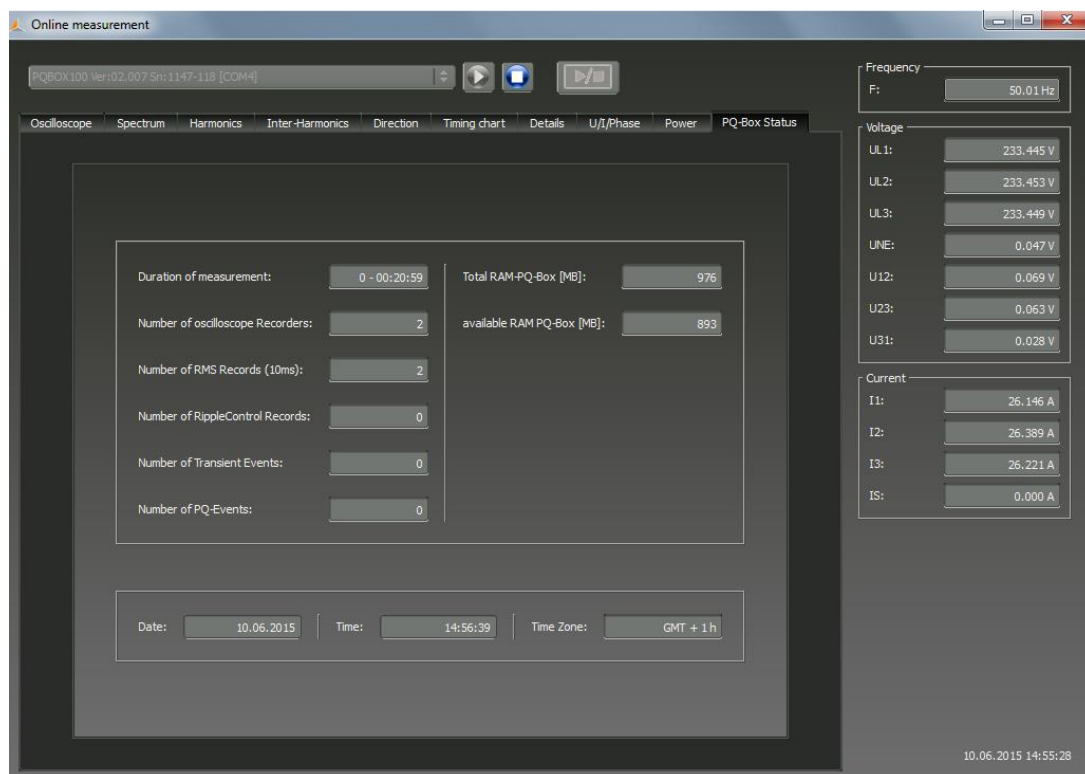 Online measurement
PQBOX100 Ver:02.007 Sn:1147-118 [COM4]
Oscilloscope Spectrum Harmonics Inter-Harmonics Direction Timing chart Details U/I/Phase Power PQ-Box Status
Duration of measurement: 0 - 00:20:59 Total RAM-PQ-Box [MB]: 976
Number of oscilloscope Recorders: 2 available RAM PQ-Box [MB]: 893
Number of RMS Records (10ms): 2
Number of RippleControl Records: 0
Number of Transient Events: 0
Number of PQ-Events: 0
Date: 10.06.2015 Time: 14:56:39 Time Zone: GMT + 1 h
Frequency
F: 50.01 Hz
Voltage
UL1: 233.445 V
UL2: 233.453 V
UL3: 233.449 V
UNE: 0.047 V
U12: 0.069 V
U23: 0.063 V
U31: 0.028 V
Current
I1: 26.146 A
I2: 26.389 A
I3: 26.221 A
IS: 0.000 A
10.06.2015 14:55:28